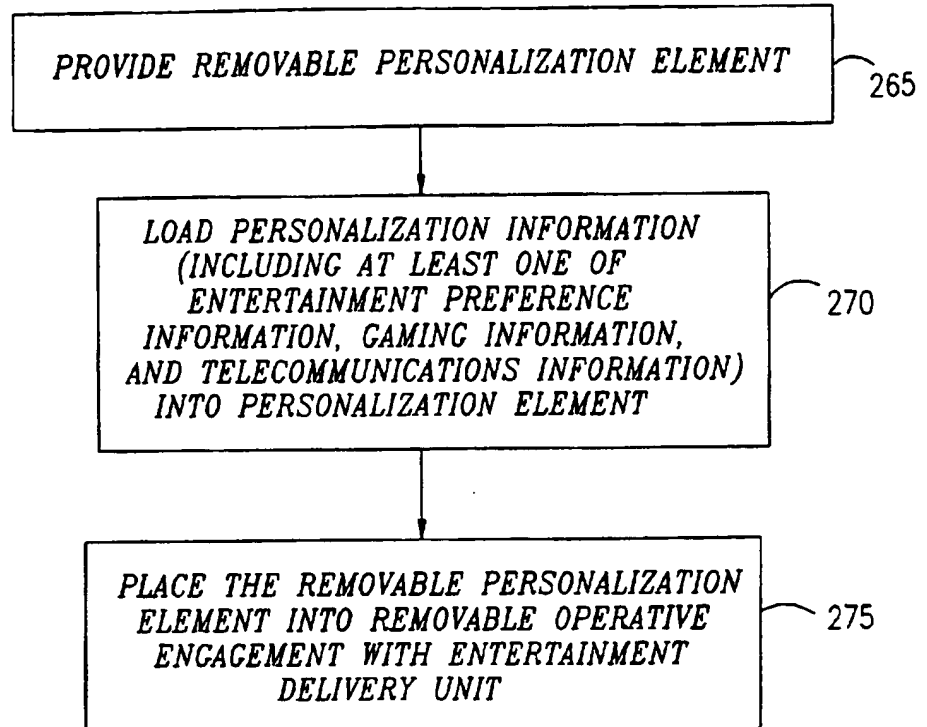 PROVIDE REMOVABLE PERSONALIZATION ELEMENT
265
LOAD PERSONALIZATION INFORMATION
(INCLUDING AT LEAST ONE OF
ENTERTAINMENT PREFERENCE
INFORMATION, GAMING INFORMATION,
AND TELECOMMUNICATIONS INFORMATION)
INTO PERSONALIZATION ELEMENT
270
PLACE THE REMOVABLE PERSONALIZATION
ELEMENT INTO REMOVABLE OPERATIVE
ENGAGEMENT WITH ENTERTAINMENT
DELIVERY UNIT
275